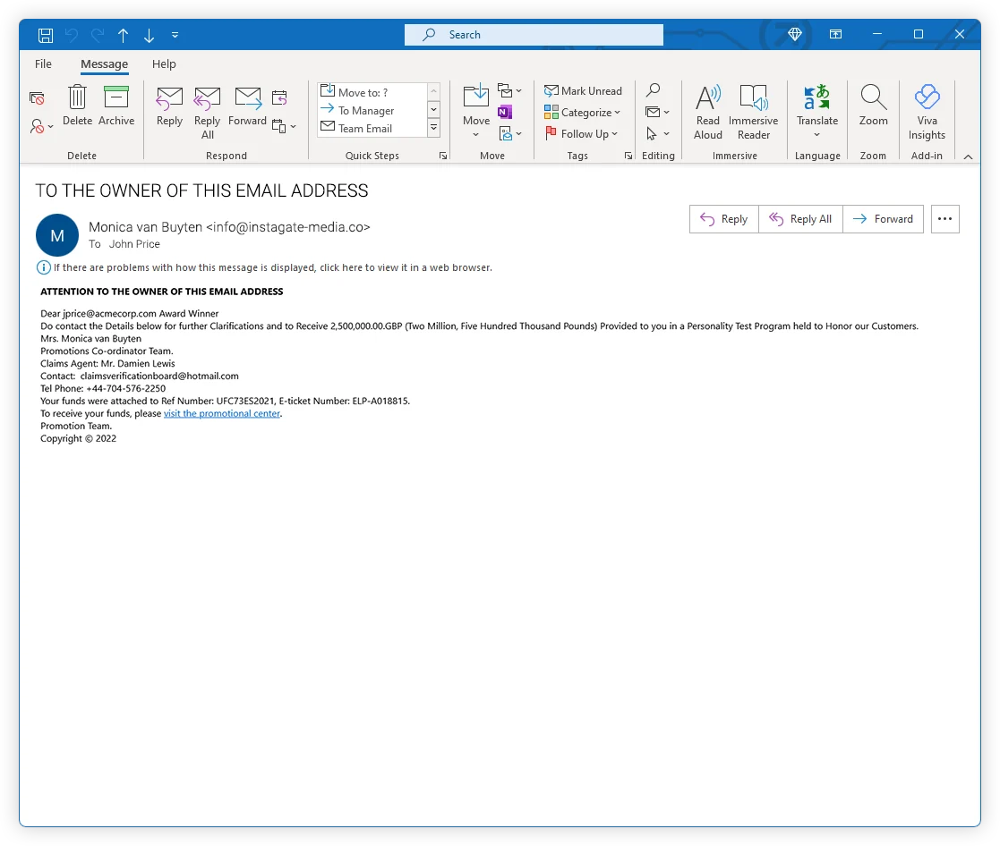 Search
File Message Help
Delete
Archive
Reply
Reply All
Forward
Move to: ?
To Manager
Team Email
Move
Mark Unread
Categorize
Follow Up
Read Aloud
Immersive Reader
Translate
Zoom
Viva Insights
Delete Respond Quick Steps Move Tags Editing Immersive Language Zoom Add-in
TO THE OWNER OF THIS EMAIL ADDRESS
M
Monica van Buyten <info@instagate-media.co>
To John Price
Reply Reply All Forward
If there are problems with how this message is displayed, click here to view it in a web browser.
ATTENTION TO THE OWNER OF THIS EMAIL ADDRESS
Dear jprice@acmecorp.com Award Winner
Do contact the Details below for further Clarifications and to Receive 2,500,000.00.GBP (Two Million, Five Hundred Thousand Pounds) Provided to you in a Personality Test Program held to Honor our Customers.
Mrs. Monica van Buyten
Promotions Co-ordinator Team.
Claims Agent: Mr. Damien Lewis
Contact: claimsverificationboard@hotmail.com
Tel Phone: +44-704-576-2250
Your funds were attached to Ref Number: UFC73ES2021, E-ticket Number: ELP-A018815.
To receive your funds, please visit the promotional center.
Promotion Team.
Copyright © 2022